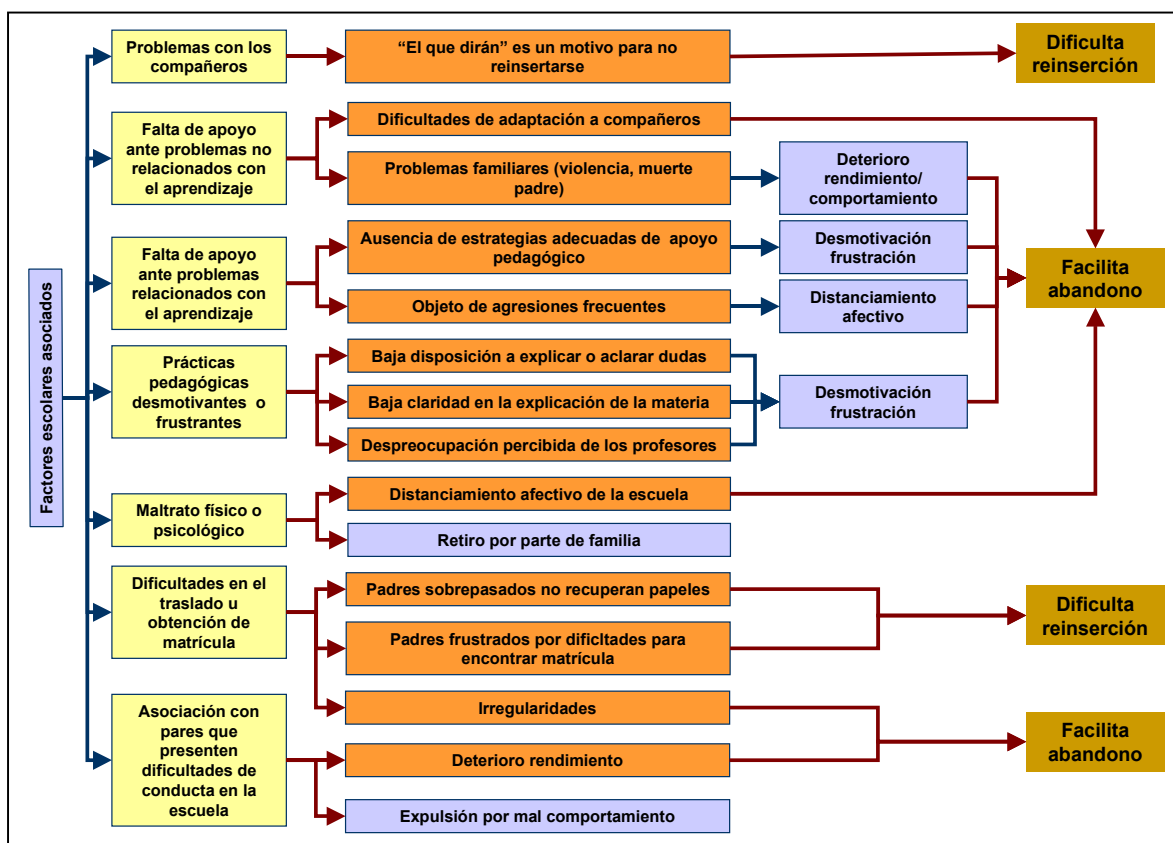 Factores escolares asociados
Problemas con los
compañeros
“El que dirán” es un motivo para no
reinsertarse
Dificulta
reinserción
Falta de apoyo
ante problemas no
relacionados con
el aprendizaje
Dificultades de adaptación a compañeros
Problemas familiares (violencia, muerte
padre)
Deterioro
rendimiento/
comportamiento
Falta de apoyo
ante problemas
relacionados con
el aprendizaje
Ausencia de estrategias adecuadas de apoyo
pedagógico
Desmotivación
frustración
Objeto de agresiones frecuentes
Distanciamiento
afectivo
Facilita
abandono
Prácticas
pedagógicas
desmotivantes o
frustrantes
Baja disposición a explicar o aclarar dudas
Baja claridad en la explicación de la materia
Despreocupación percibida de los profesores
Desmotivación
frustración
Maltrato físico o
psicológico
Distanciamiento afectivo de la escuela
Retiro por parte de familia
Dificultades en el
traslado u
obtención de
matrícula
Padres sobrepasados no recuperan papeles
Padres frustrados por dificltades para
encontrar matrícula
Irregularidades
Dificulta
reinserción
Asociación con
pares que
presenten
dificultades de
conducta en la
escuela
Deterioro rendimiento
Expulsión por mal comportamiento
Facilita
abandono